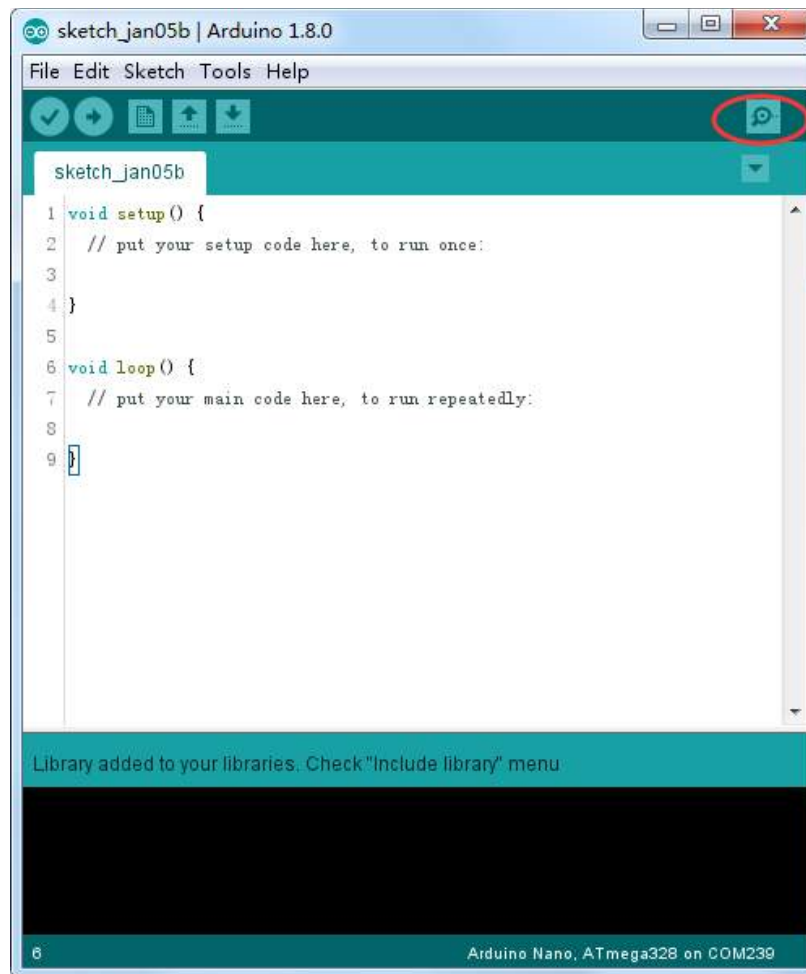 sketch_jan05b | Arduino 1.8.0
File Edit Sketch Tools Help
sketch_jan05b
1 void setup() {
2 // put your setup code here, to run once:
3
4 }
5
6 void loop() {
7 // put your main code here, to run repeatedly:
8
9 }
Library added to your libraries. Check "Include library" menu
6 Arduino Nano, ATmega328 on COM239